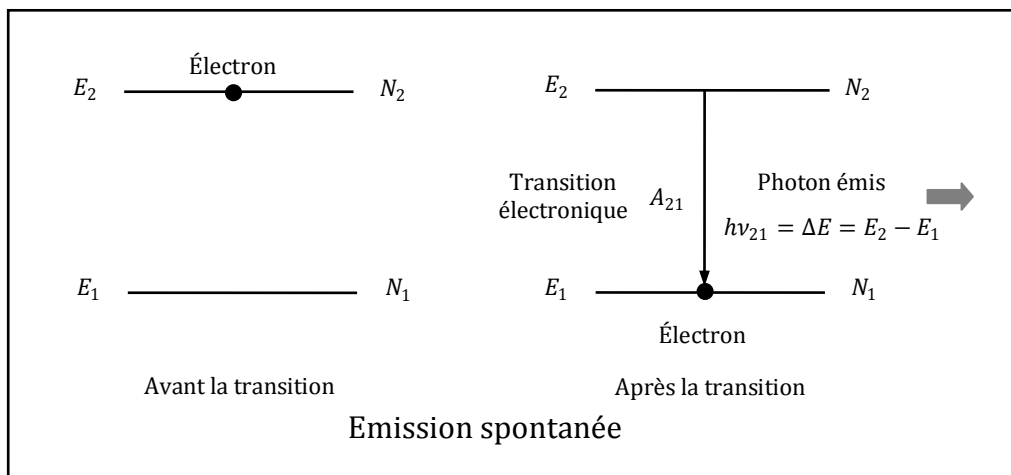 Électron
E₂
N₂
E₁
N₁
Avant la transition
E₂
N₂
Transition
électronique
A₂₁
Photon émis
hν₂₁ = ΔE = E₂ − E₁
E₁
N₁
Électron
Après la transition
Emission spontanée